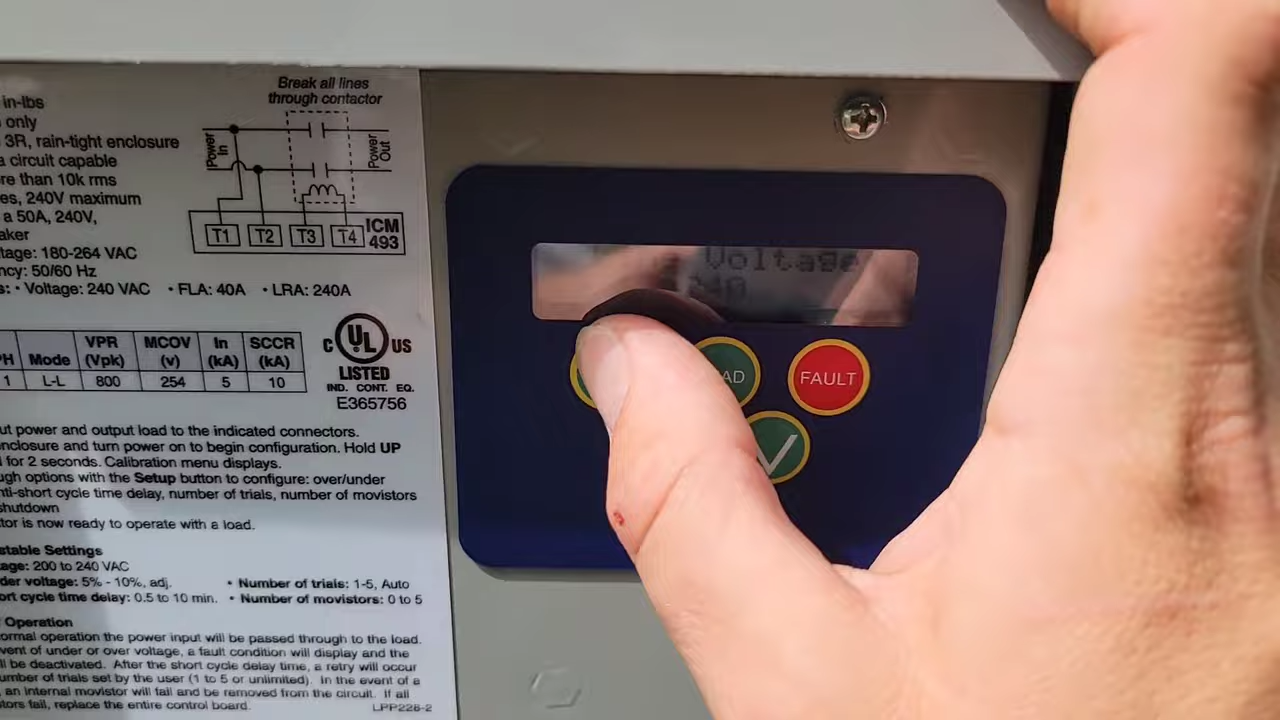 in-lbs
only
3R, rain-tight enclosure
a circuit capable
re than 10k rms
es, 240V maximum
a 50A, 240V,
aker
tage: 180-264 VAC
ncy: 50/60 Hz
s: • Voltage: 240 VAC • FLA: 40A • LRA: 240A
Break all lines
through contactor
Power In
Power Out
T1 T2 T3 T4
ICM
493
PH Mode VPR (Vpk) MCOV (v) In (kA) SCCR (kA)
1 L-L 800 254 5 10
C UL US
LISTED
IND. CONT. EQ.
E365756
ut power and output load to the indicated connectors.
nclosure and turn power on to begin configuration. Hold UP
for 2 seconds. Calibration menu displays.
ugh options with the Setup button to configure: over/under
nti-short cycle time delay, number of trials, number of movistors
shutdown
tor is now ready to operate with a load.
stable Settings
age: 200 to 240 VAC
der voltage: 5% - 10%, adj. • Number of trials: 1-5, Auto
ort cycle time delay: 0.5 to 10 min. • Number of movistors: 0 to 5
Operation
ormal operation the power input will be passed through to the load.
vent of under or over voltage, a fault condition will display and the
ll be deactivated. After the short cycle delay time, a retry will occur
umber of trials set by the user (1 to 5 or unlimited). In the event of a
, an internal movistor will fail and be removed from the circuit. If all
tors fail, replace the entire control board.
LPP228-2
Voltage
240
AD
FAULT